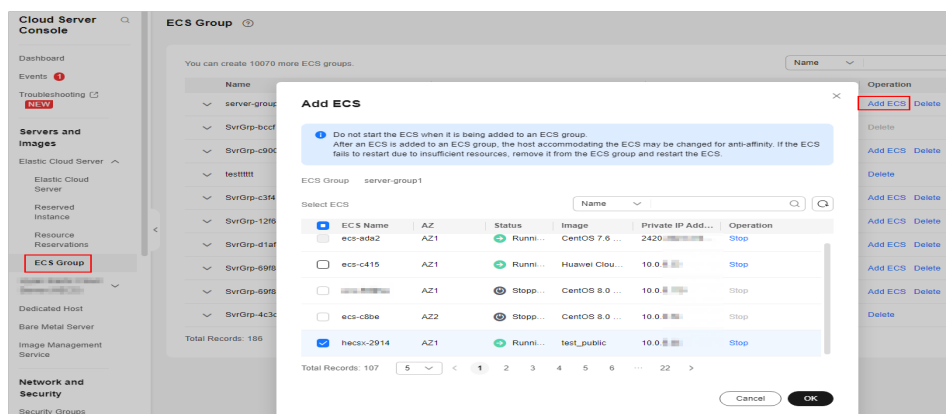 Cloud Server
Console
Dashboard
Events 1
Troubleshooting
NEW
Servers and
Images
Elastic Cloud Server
Elastic Cloud
Server
Reserved
Instance
Resource
Reservations
ECS Group
Dedicated Host
Bare Metal Server
Image Management
Service
Network and
Security
Security Groups
ECS Group
You can create 10070 more ECS groups.
Name
Name Operation
server-group Add ECS Delete
SvrGrp-bccf Delete
SvrGrp-c900 Add ECS Delete
testttttt Delete
SvrGrp-c3f4 Add ECS Delete
SvrGrp-12f6 Add ECS Delete
SvrGrp-d1af Add ECS Delete
SvrGrp-69f8 Add ECS Delete
SvrGrp-69f8 Add ECS Delete
SvrGrp-4c3c Delete
Total Records: 186
Add ECS
Do not start the ECS when it is being added to an ECS group.
After an ECS is added to an ECS group, the host accommodating the ECS may be changed for anti-affinity. If the ECS
fails to restart due to insufficient resources, remove it from the ECS group and restart the ECS.
ECS Group server-group1
Select ECS Name
ECS Name AZ Status Image Private IP Add... Operation
ecs-ada2 AZ1 Runni... CentOS 7.6 ... 2420 Stop
ecs-c415 AZ1 Runni... Huawei Clou... 10.0. Stop
AZ1 Stopp... CentOS 8.0 ... 10.0. Stop
ecs-c8be AZ2 Stopp... CentOS 8.0 ... 10.0. Stop
hecsx-2914 AZ1 Runni... test_public 10.0. Stop
Total Records: 107 5 < 1 2 3 4 5 6 ... 22 >
Cancel OK